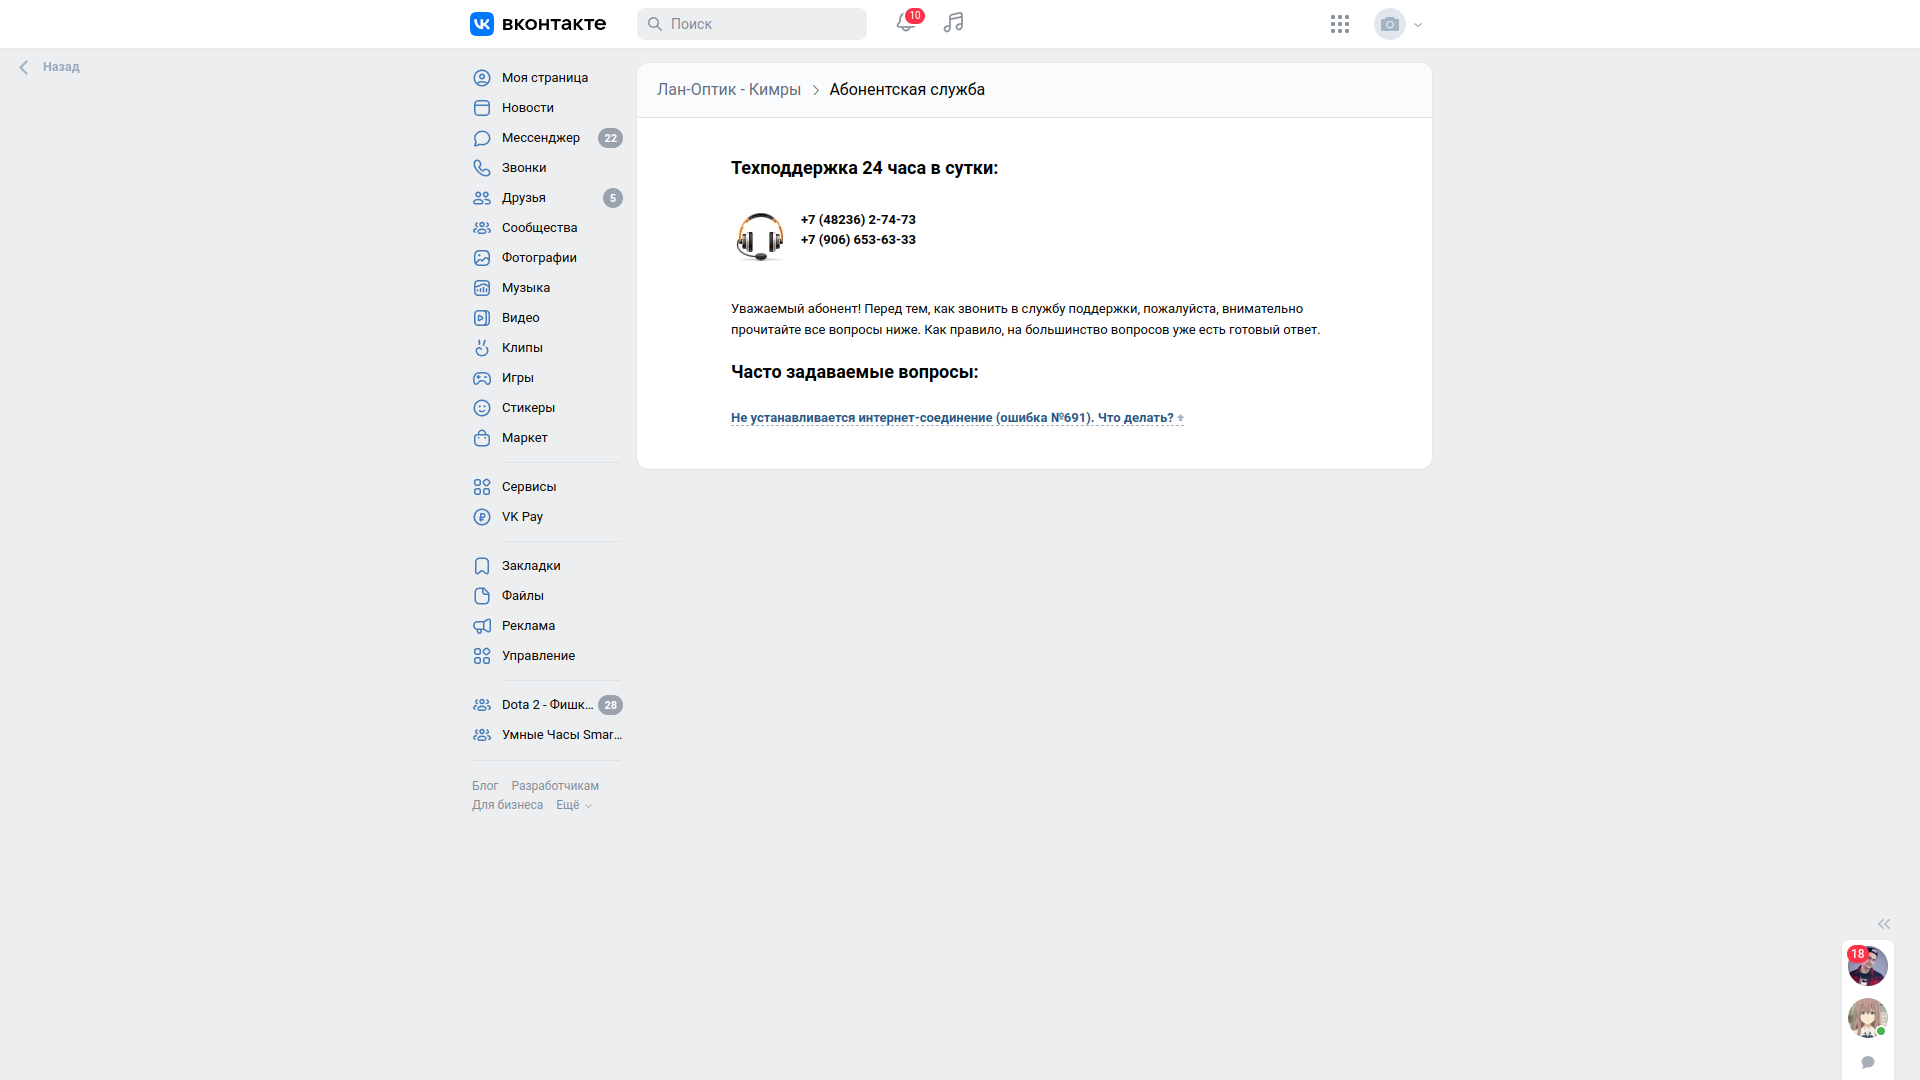 вконтакте
Поиск
10
Назад
Моя страница
Новости
Мессенджер 22
Звонки
Друзья 5
Сообщества
Фотографии
Музыка
Видео
Клипы
Игры
Стикеры
Маркет
Сервисы
VK Pay
Закладки
Файлы
Реклама
Управление
Dota 2 - Фишк... 28
Умные Часы Smar...
Блог Разработчикам
Для бизнеса Ещё
Лан-Оптик - Кимры Абонентская служба
Техподдержка 24 часа в сутки:
+7 (48236) 2-74-73
+7 (906) 653-63-33
Уважаемый абонент! Перед тем, как звонить в службу поддержки, пожалуйста, внимательно
прочитайте все вопросы ниже. Как правило, на большинство вопросов уже есть готовый ответ.
Часто задаваемые вопросы:
Не устанавливается интернет-соединение (ошибка №691). Что делать?
18